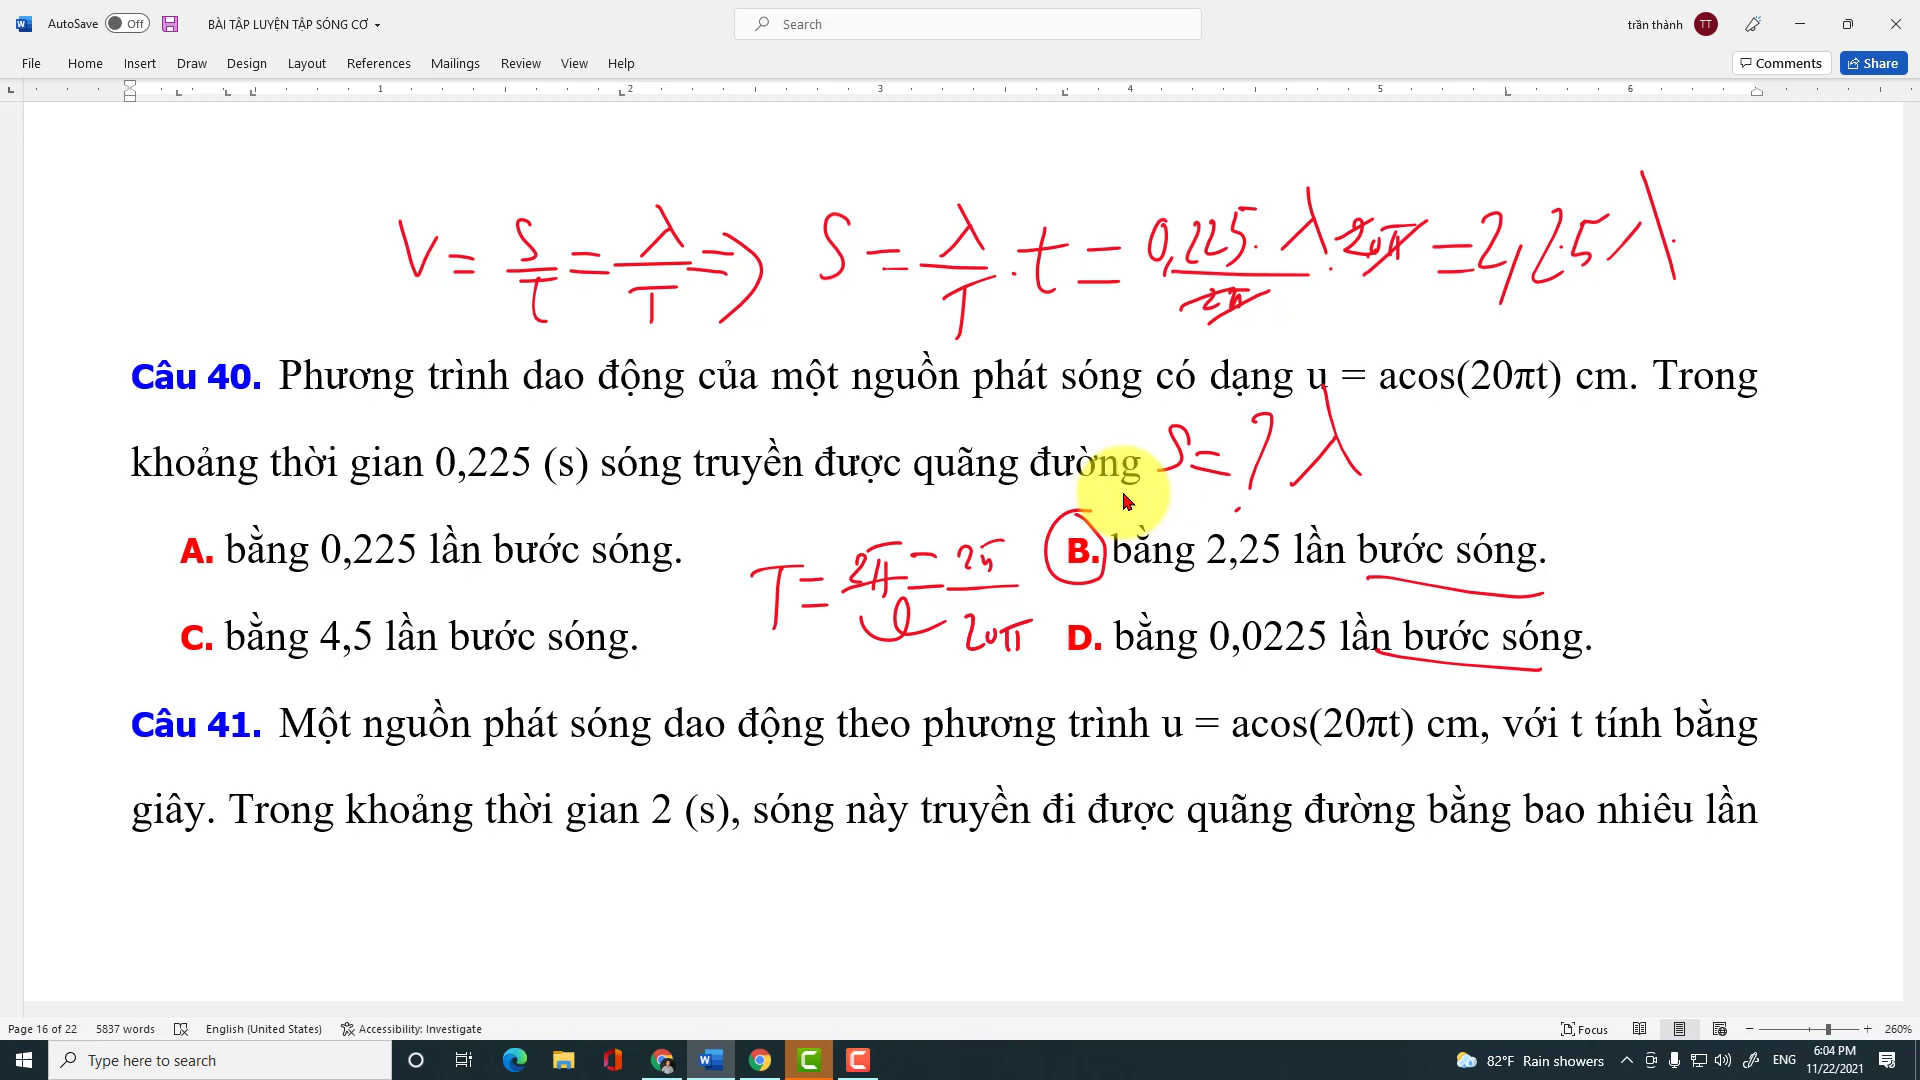 AutoSave Off BÀI TẬP LUYỆN TẬP SÓNG CƠ Search trần thành TT
File Home Insert Draw Design Layout References Mailings Review View Help Comments Share
1 2 3 4 5 6
V = S/t = λ/T => S = λ/T . t = 0,225. λ . 20π / 2π = 2,25 λ
Câu 40. Phương trình dao động của một nguồn phát sóng có dạng u = acos(20πt) cm. Trong
khoảng thời gian 0,225 (s) sóng truyền được quãng đường S = ? λ
A. bằng 0,225 lần bước sóng. B. bằng 2,25 lần bước sóng.
T = 2π = 2π / 20π
C. bằng 4,5 lần bước sóng. D. bằng 0,0225 lần bước sóng.
Câu 41. Một nguồn phát sóng dao động theo phương trình u = acos(20πt) cm, với t tính bằng
giây. Trong khoảng thời gian 2 (s), sóng này truyền đi được quãng đường bằng bao nhiêu lần
Page 16 of 22 5837 words English (United States) Accessibility: Investigate Focus 260%
Type here to search 82°F Rain showers ENG 6:04 PM
11/22/2021